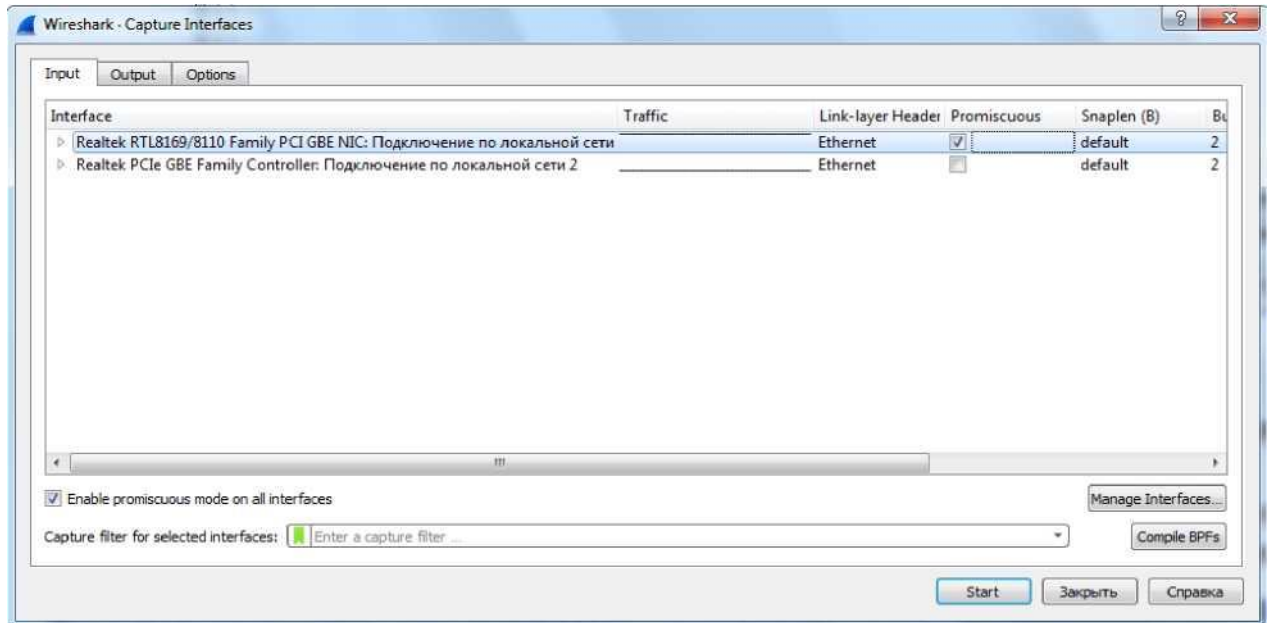 Wireshark · Capture Interfaces
Input Output Options
Interface Traffic Link-layer Header Promiscuous Snaplen (B)
Realtek RTL8169/8110 Family PCI GBE NIC: Подключение по локальной сети Ethernet default 2
Realtek PCIe GBE Family Controller: Подключение по локальной сети 2 Ethernet default 2
Enable promiscuous mode on all interfaces Manage Interfaces...
Capture filter for selected interfaces: Enter a capture filter ... Compile BPFs
Start Закрыть Справка